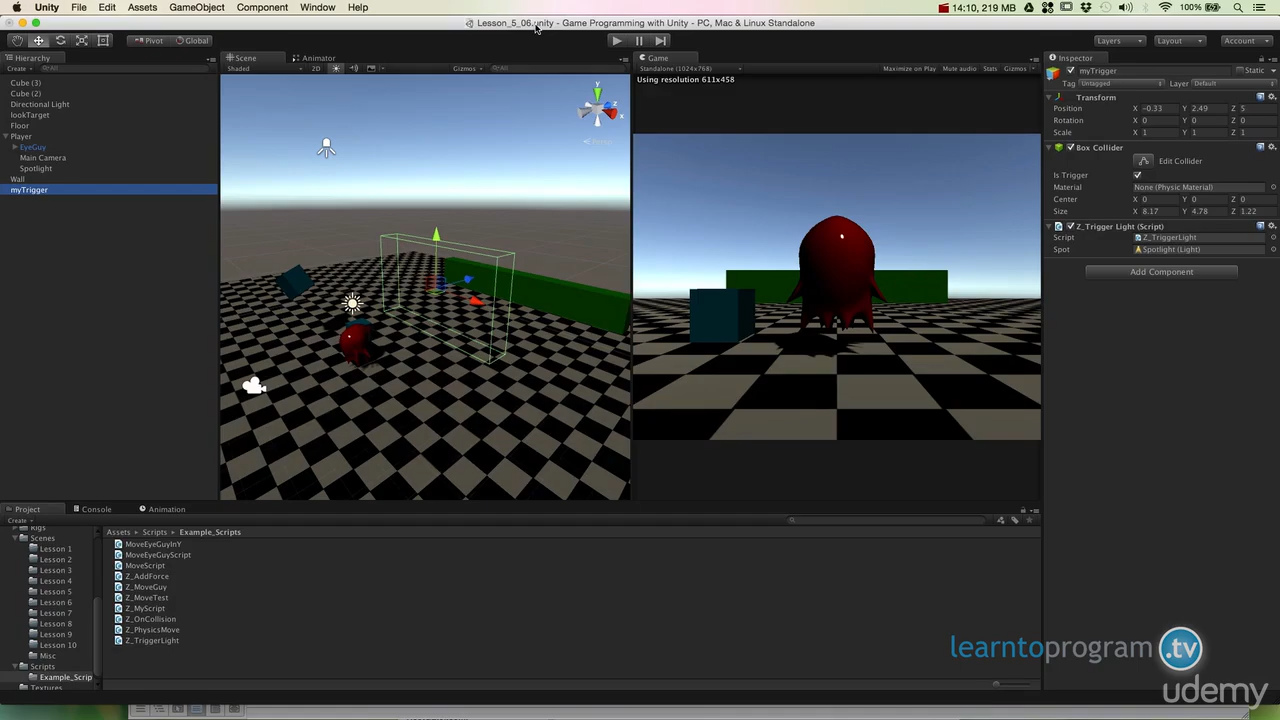 Unity File Edit Assets GameObject Component Window Help 14:10, 219 MB 100%
Lesson_5_06.unity - Game Programming with Unity - PC, Mac & Linux Standalone
Pivot Global Layers Layout Account
Hierarchy Scene Animator Game Inspector
Create All Shaded 2D Gizmos All Standalone (1024x768) Maximize on Play Mute audio Stats Gizmos
Using resolution 611x458
myTrigger Static
Tag Untagged Layer Default
Cube (3)
Cube (2)
Directional Light
lookTarget
Floor
Player
EyeGuy
Main Camera
Spotlight
Wall
myTrigger
y
z
x
Persp
Transform
Position X -0.33 Y 2.49 Z 5
Rotation X 0 Y 0 Z 0
Scale X 1 Y 1 Z 1
Box Collider
Edit Collider
Is Trigger
Material None (Physic Material)
Center X 0 Y 0 Z 0
Size X 8.17 Y 4.78 Z 1.22
Z_Trigger Light (Script)
Script Z_TriggerLight
Spot Spotlight (Light)
Add Component
Project Console Animation
Create
Rigs
Scenes
Lesson 1
Lesson 2
Lesson 3
Lesson 4
Lesson 5
Lesson 6
Lesson 7
Lesson 8
Lesson 9
Lesson 10
Misc
Scripts
Example_Scrip
Textures
Assets Scripts Example_Scripts
MoveEyeGuyInY
MoveEyeGuyScript
MoveScript
Z_AddForce
Z_MoveGuy
Z_MoveTest
Z_MyScript
Z_OnCollision
Z_PhysicsMove
Z_TriggerLight
learntoprogram.tv
udemy